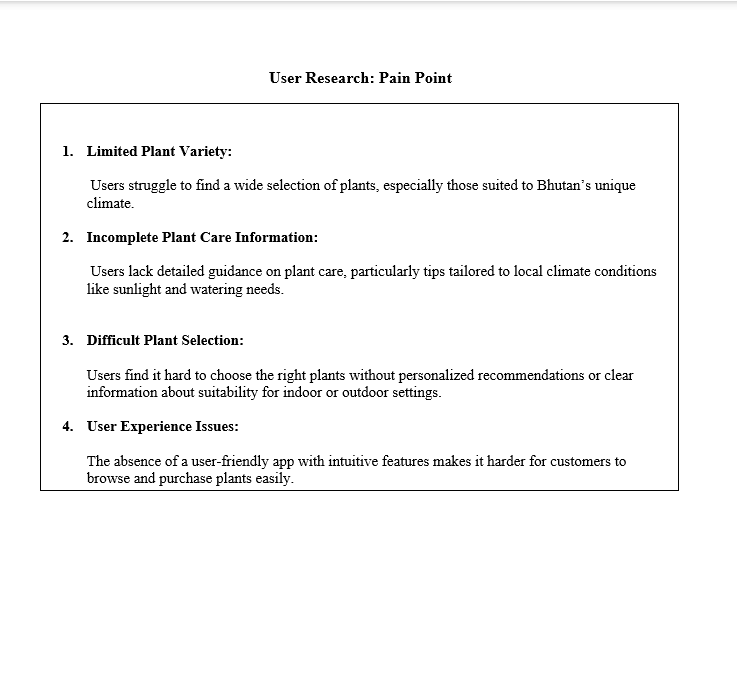 User Research: Pain Point
1. Limited Plant Variety:
Users struggle to find a wide selection of plants, especially those suited to Bhutan’s unique
climate.
2. Incomplete Plant Care Information:
Users lack detailed guidance on plant care, particularly tips tailored to local climate conditions
like sunlight and watering needs.
3. Difficult Plant Selection:
Users find it hard to choose the right plants without personalized recommendations or clear
information about suitability for indoor or outdoor settings.
4. User Experience Issues:
The absence of a user-friendly app with intuitive features makes it harder for customers to
browse and purchase plants easily.